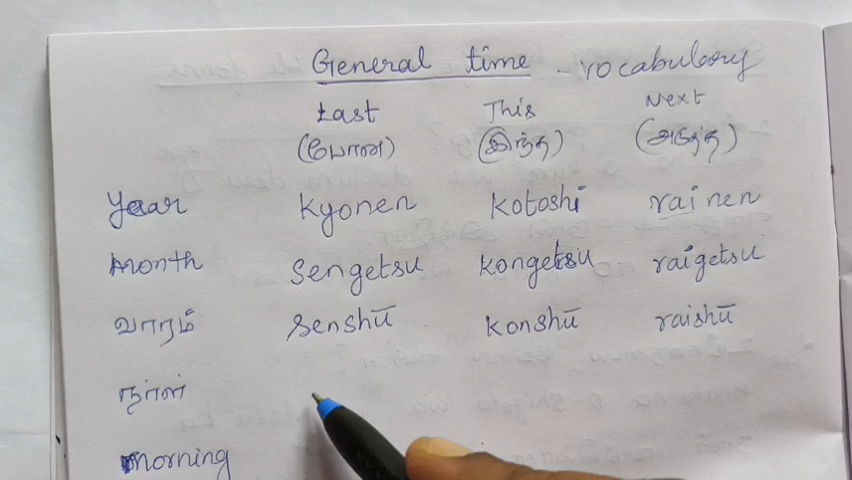 General time - vocabulary
Last This Next
(போன) (இந்த) (அடுத்த)
Year Kyonen Kotoshi rainen
Month Sengetsu Kongetsu raigetsu
வாரம் Senshū Konshū raishū
நாள்
Morning